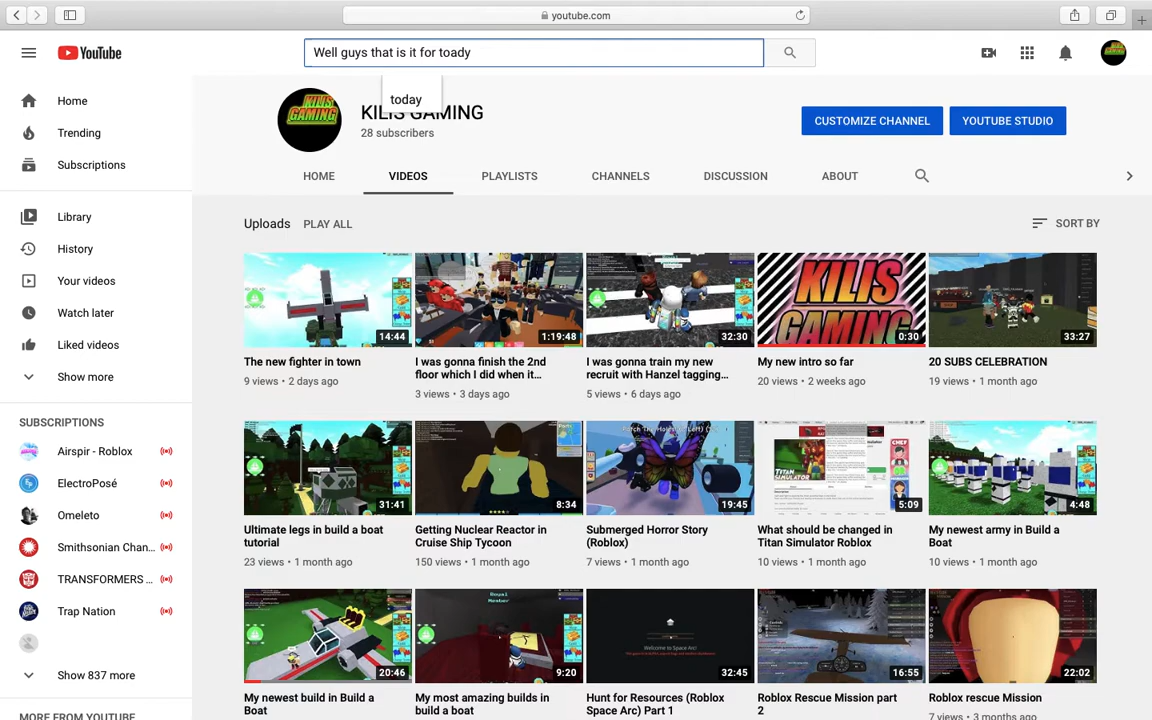 youtube.com
YouTube
Well guys that is it for toady
today
Home
Trending
Subscriptions
Library
History
Your videos
Watch later
Liked videos
Show more
SUBSCRIPTIONS
Airspir - Roblox
ElectroPosé
Omeleto
Smithsonian Chan...
TRANSFORMERS ...
Trap Nation
Show 837 more
MORE FROM YOUTUBE
KILIS GAMING
KILIS GAMING
28 subscribers
CUSTOMIZE CHANNEL
YOUTUBE STUDIO
HOME
VIDEOS
PLAYLISTS
CHANNELS
DISCUSSION
ABOUT
Uploads
PLAY ALL
SORT BY
14:44
The new fighter in town
9 views • 2 days ago
1:19:48
I was gonna finish the 2nd
floor which I did when it...
3 views • 3 days ago
32:30
I was gonna train my new
recruit with Hanzel tagging...
5 views • 6 days ago
KILIS
GAMING
0:30
My new intro so far
20 views • 2 weeks ago
33:27
20 SUBS CELEBRATION
19 views • 1 month ago
31:41
Ultimate legs in build a boat
tutorial
23 views • 1 month ago
8:34
Getting Nuclear Reactor in
Cruise Ship Tycoon
150 views • 1 month ago
19:45
Submerged Horror Story
(Roblox)
7 views • 1 month ago
TITAN
SIMULATOR
CHEF
5:09
What should be changed in
Titan Simulator Roblox
10 views • 1 month ago
4:48
My newest army in Build a
Boat
10 views • 1 month ago
20:46
My newest build in Build a
Boat
9:20
My most amazing builds in
build a boat
Welcome to Space Arc!
32:45
Hunt for Resources (Roblox
Space Arc) Part 1
16:55
Roblox Rescue Mission part
2
22:02
Roblox rescue Mission
7 views • 3 months ago